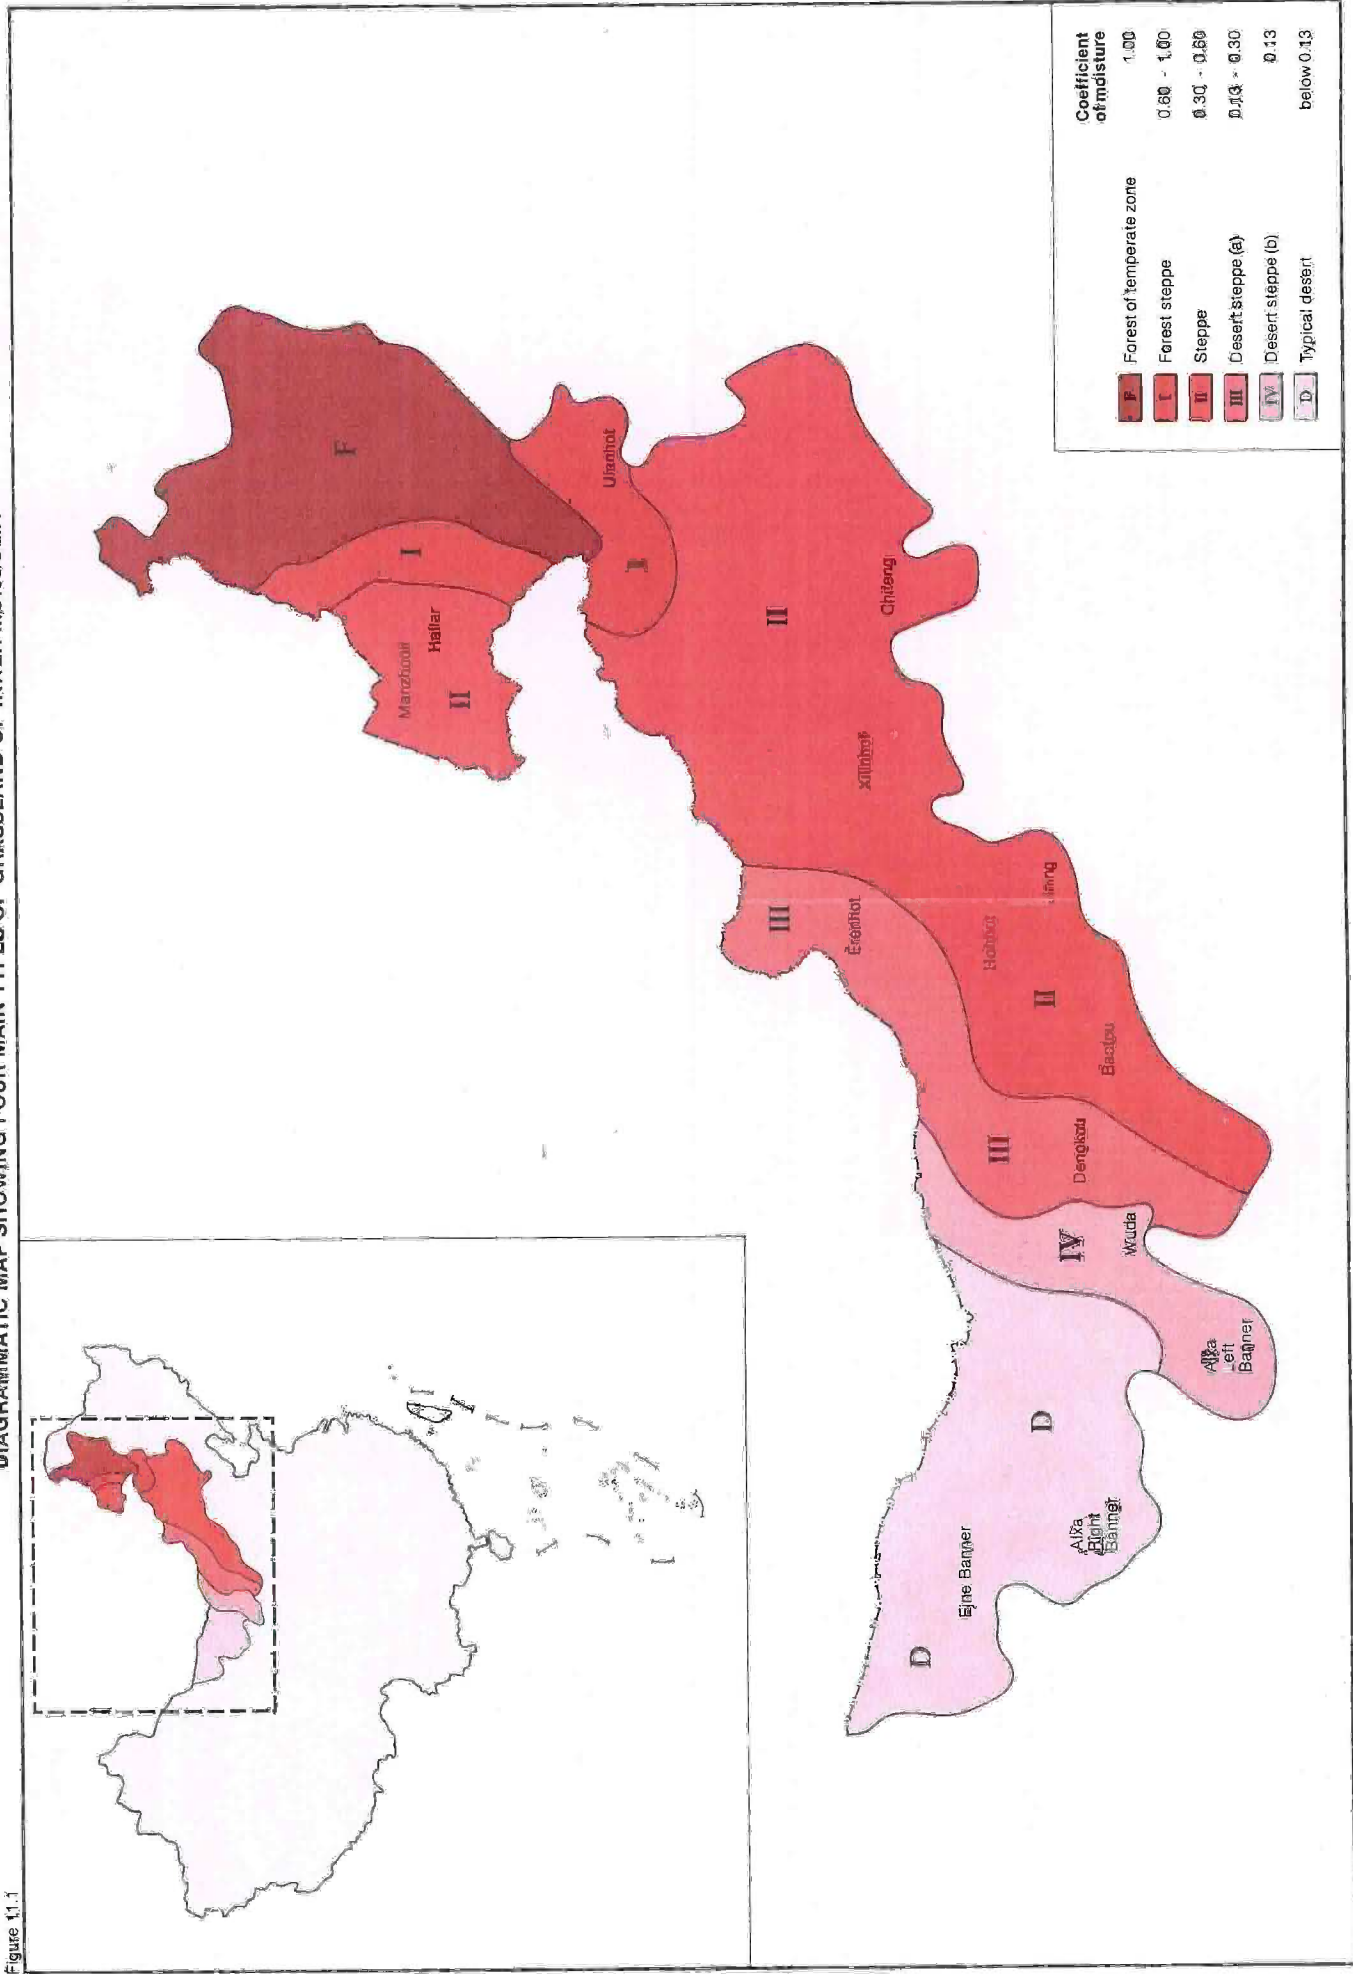 Figure 11.1
DIAGRAMMATIC MAP SHOWING FOUR MAIN TYPES OF GRASSLAND OF INNER
F
I
II
Manzhouli
Hailar
Ulanhot
I
II
Chifeng
Xilinhot
III
Erenhot
Jining
Hohhot
II
Baotou
III
Dengkou
IV
Wuda
Alxa
Left
Banner
D
Alxa
Right
Banner
Ejne Banner
D
Coefficient
of moisture
F Forest of temperate zone 1.00
I Forest steppe 0.60 - 1.00
II Steppe 0.30 - 0.60
III Desert steppe (a) 0.13 - 0.30
IV Desert steppe (b) 0.13
D Typical desert below 0.13